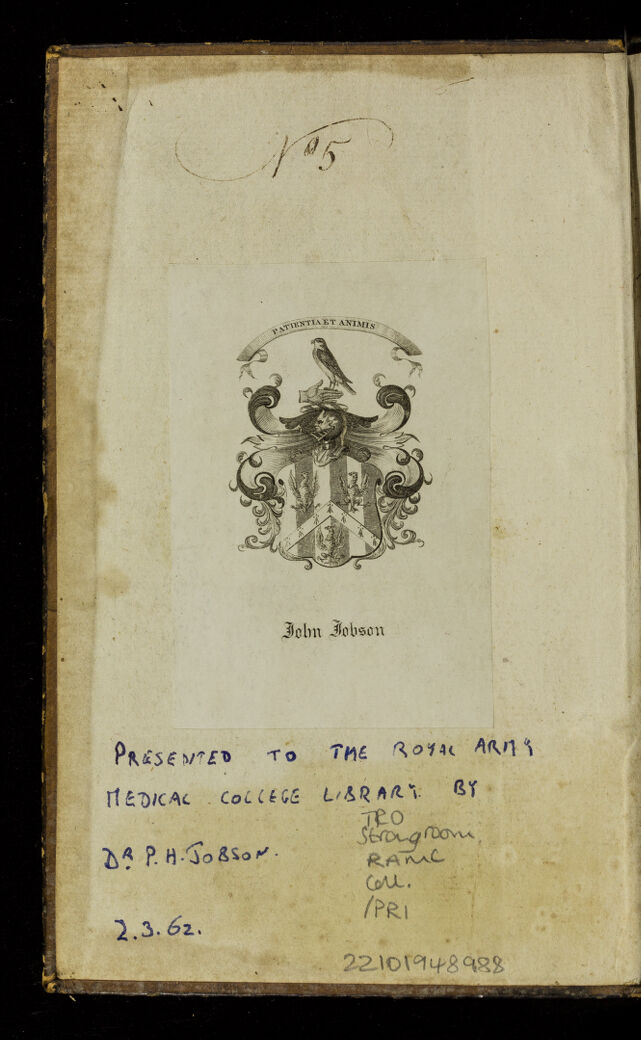 No 5
PATIENTIA ET ANIMIS
John Jobson
PRESENTED TO THE ROYAL ARMY
MEDICAL COLLEGE LIBRARY BY
DR P. H. JOBSON.
2.3.62.
TRO
Strongroom
RAMC
Coll.
/PRI
22101948988